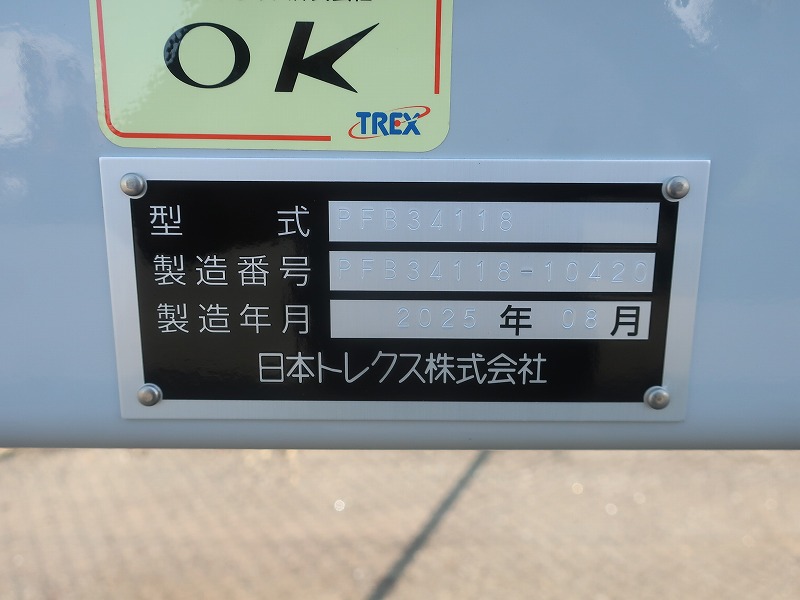 OK
TREX
型 式 PFB34118
製造番号 PFB34118-10420
製造年月 2025 年 08 月
日本トレクス株式会社